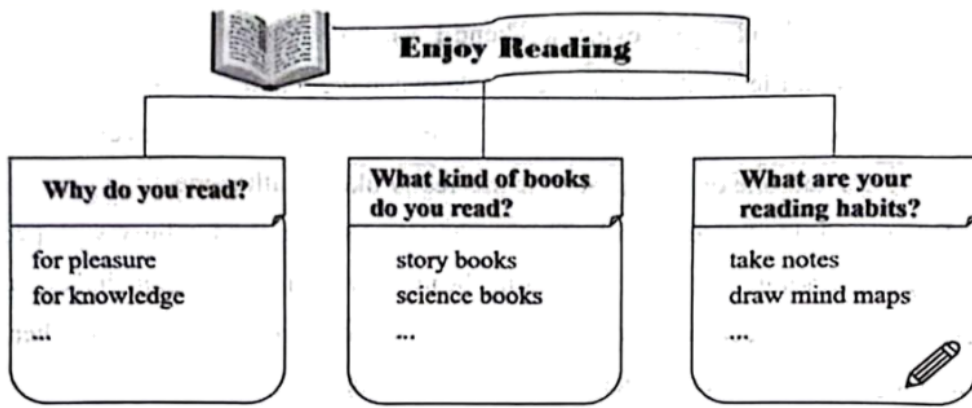 Enjoy Reading
Why do you read?
for pleasure
for knowledge
...
What kind of books
do you read?
story books
science books
...
What are your
reading habits?
take notes
draw mind maps
...